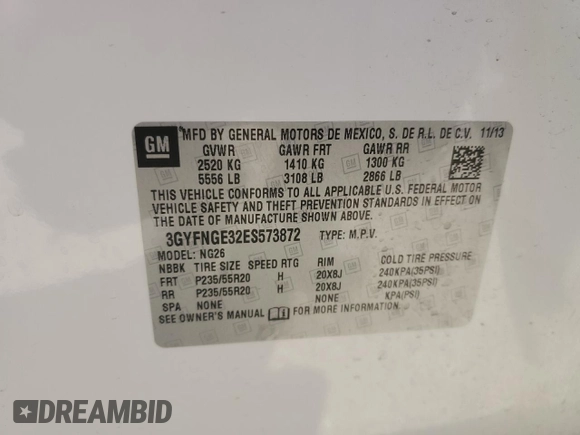 GM
MFD BY GENERAL MOTORS DE MEXICO, S. DE R.L. DE C.V. 11/13
GVWR GAWR FRT GAWR RR
2520 KG 1410 KG 1300 KG
5556 LB 3108 LB 2866 LB
THIS VEHICLE CONFORMS TO ALL APPLICABLE U.S. FEDERAL MOTOR
VEHICLE SAFETY AND THEFT PREVENTION STANDARDS IN EFFECT ON
THE DATE OF MANUFACTURE SHOWN ABOVE.
3GYFNGE32ES573872 TYPE: M.P.V.
MODEL: NG26
NBBK TIRE SIZE SPEED RTG RIM COLD TIRE PRESSURE
FRT P235/55R20 H 20X8J 240KPA(35PSI)
RR P235/55R20 H 20X8J 240KPA(35PSI)
SPA NONE NONE KPA(PSI)
SEE OWNER'S MANUAL FOR MORE INFORMATION.
DREAMBID